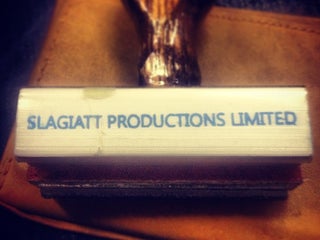 SLAGIATT PRODUCTIONS LIMITED